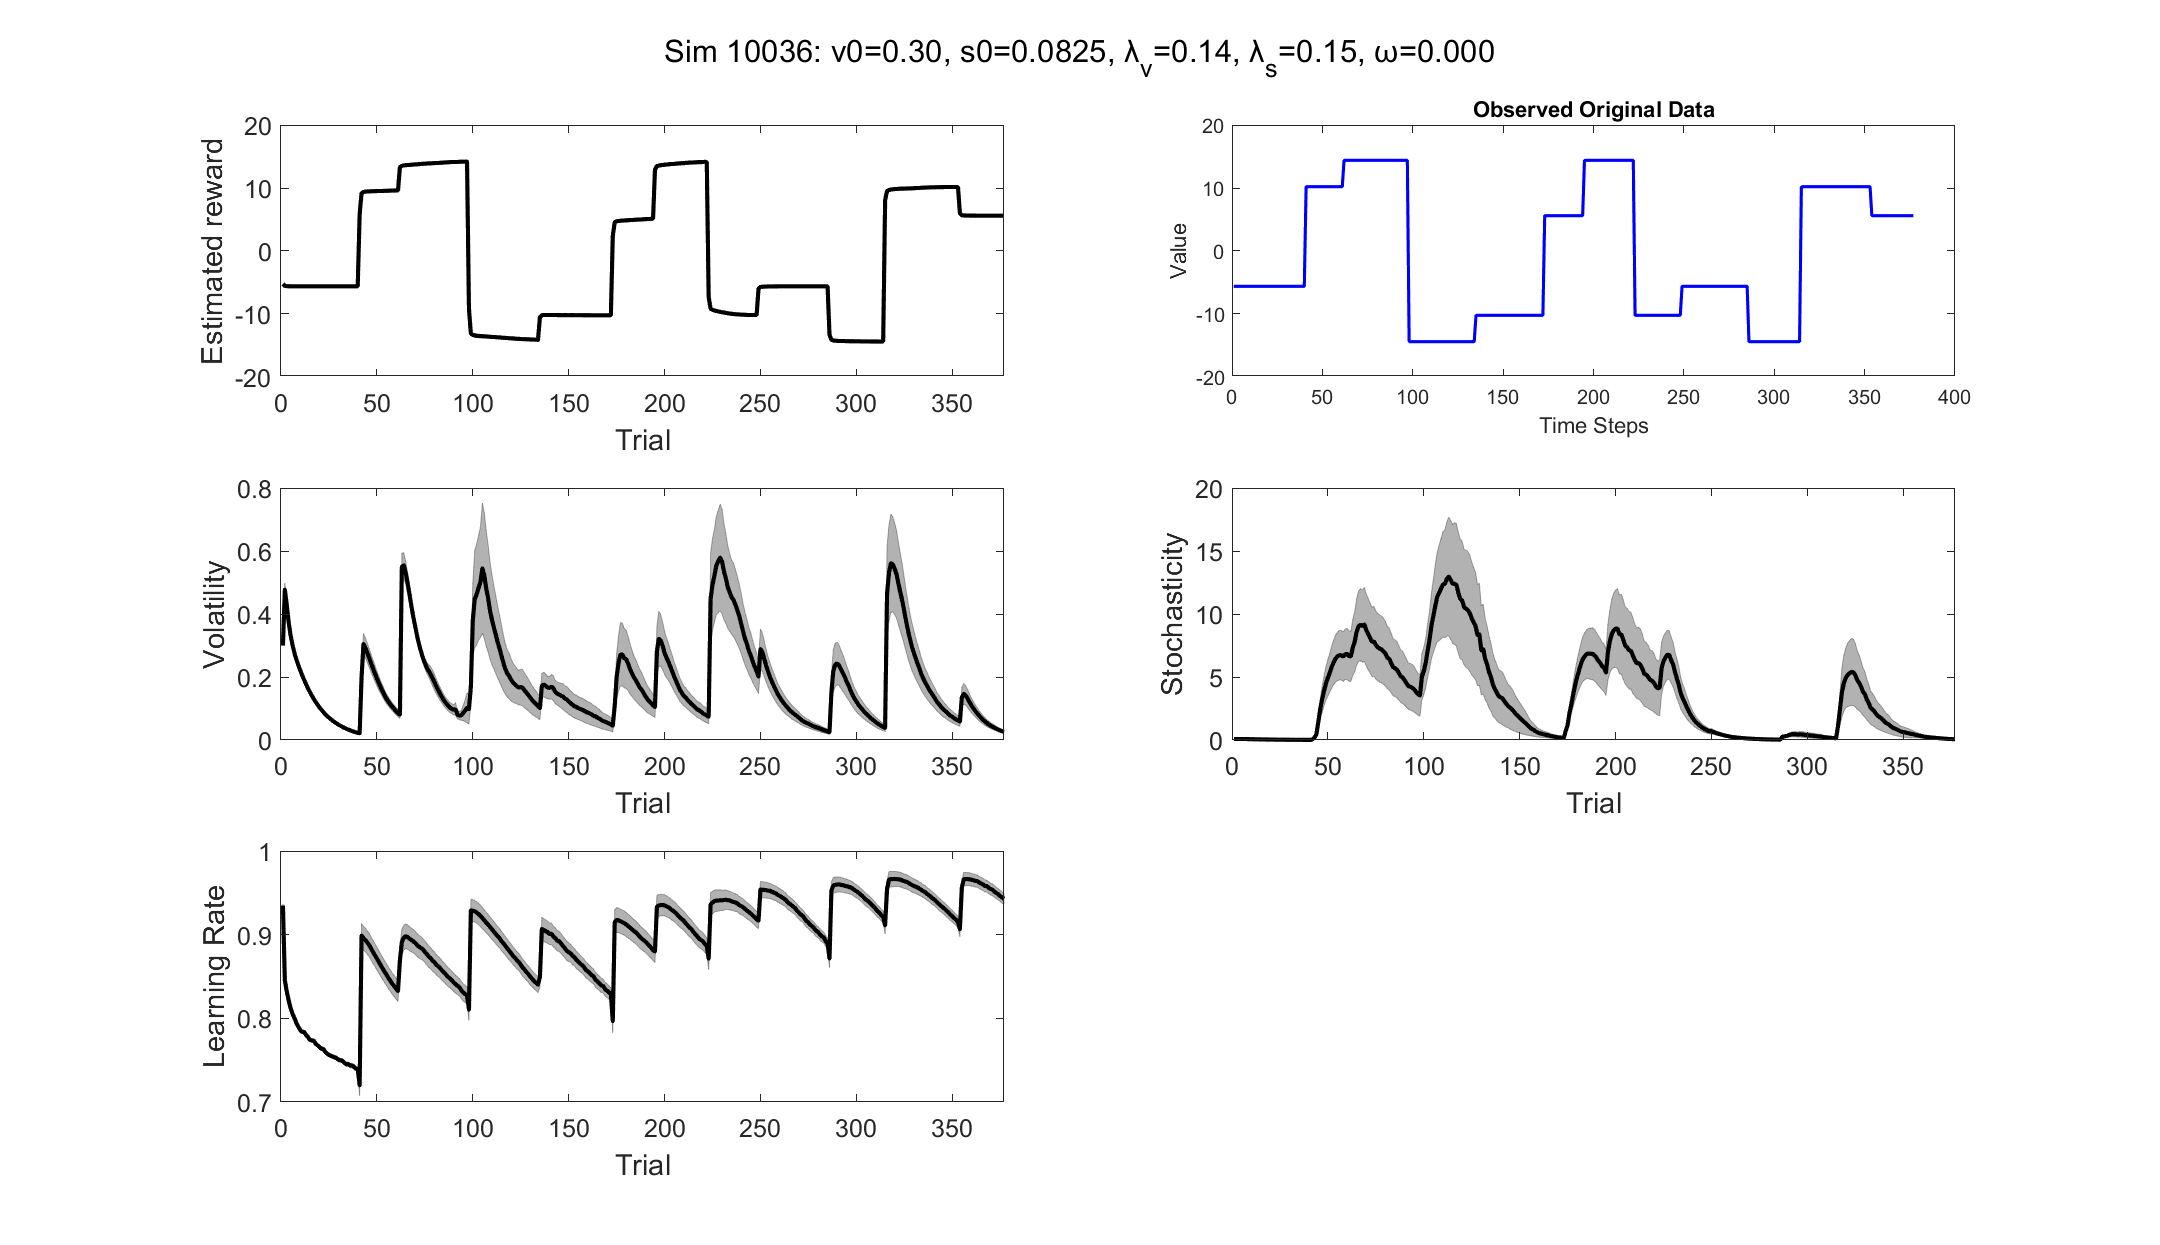 Sim 10036: v0=0.30, s0=0.0825, λv=0.14, λs=0.15, ω=0.000
Estimated reward
20
10
0
-10
-20
0 50 100 150 200 250 300 350
Trial
Observed Original Data
Value
20
10
0
-10
-20
0 50 100 150 200 250 300 350 400
Time Steps
Volatility
0.8
0.6
0.4
0.2
0
0 50 100 150 200 250 300 350
Trial
Stochasticity
20
15
10
5
0
0 50 100 150 200 250 300 350
Trial
Learning Rate
1
0.9
0.8
0.7
0 50 100 150 200 250 300 350
Trial